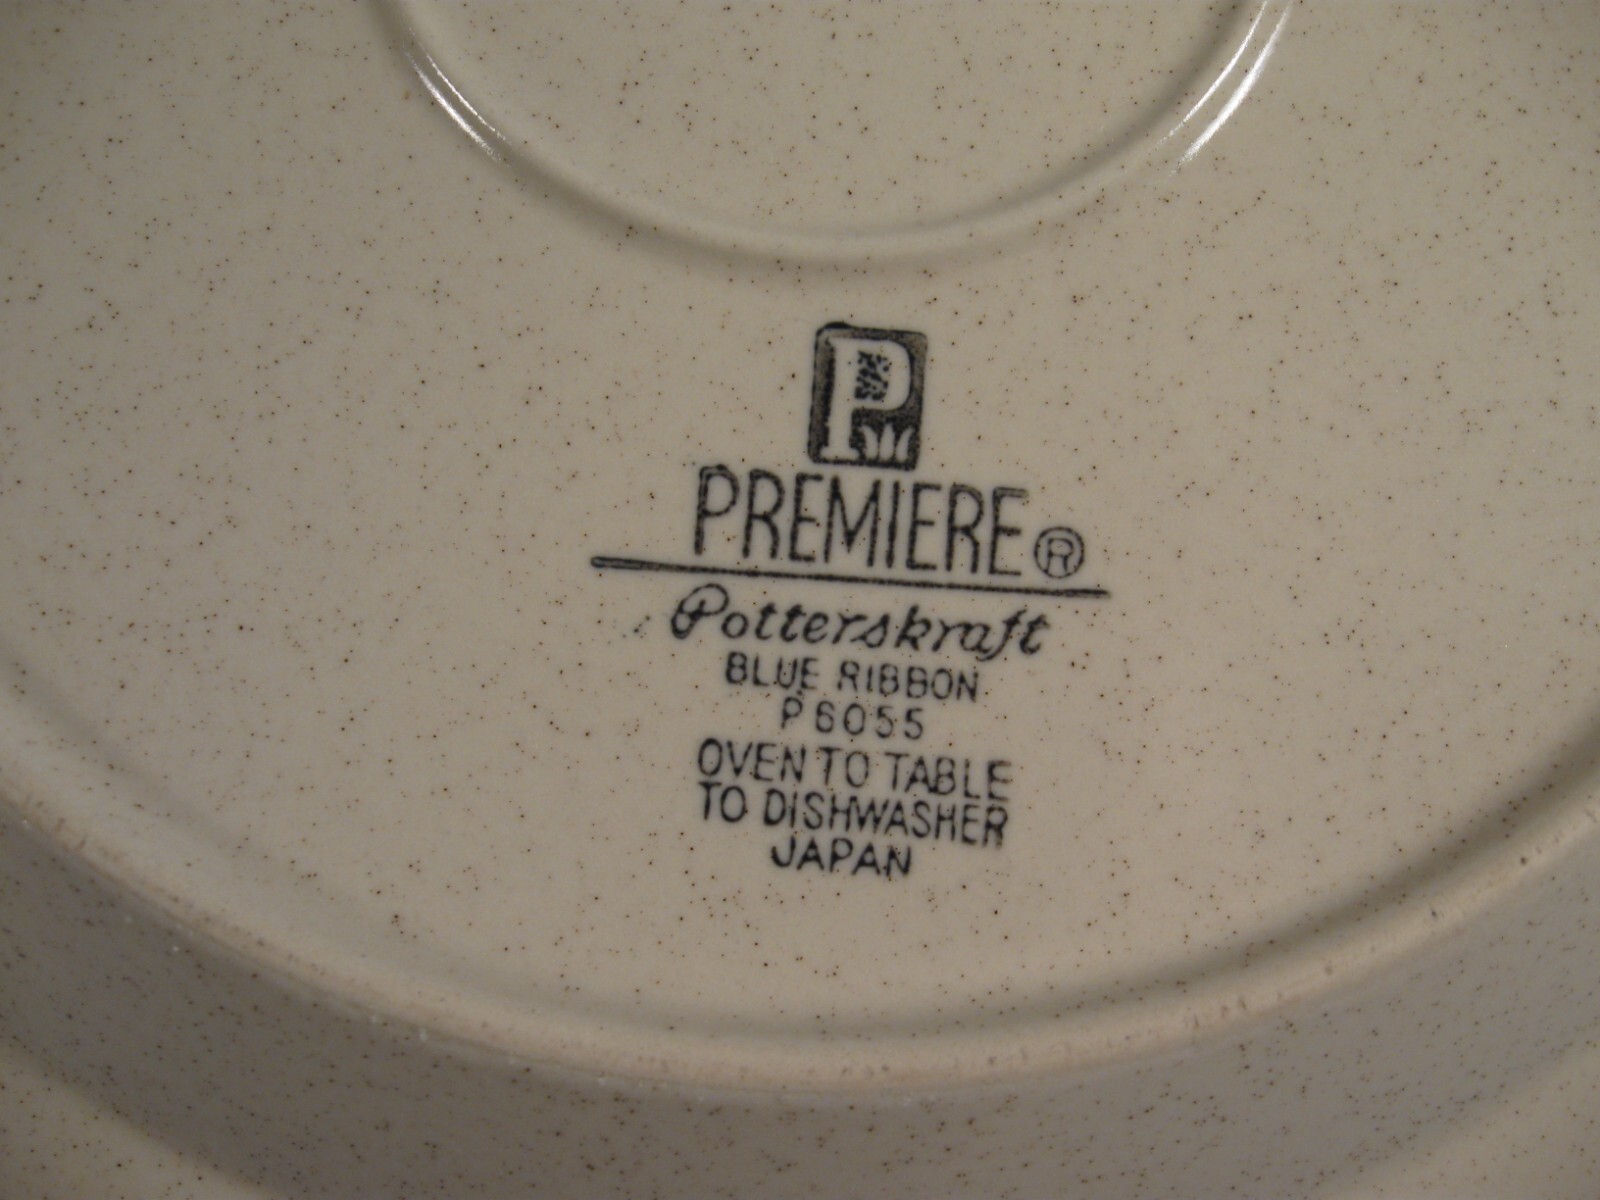 P
PREMIERE®
Potterskraft
BLUE RIBBON
P6055
OVEN TO TABLE
TO DISHWASHER
JAPAN